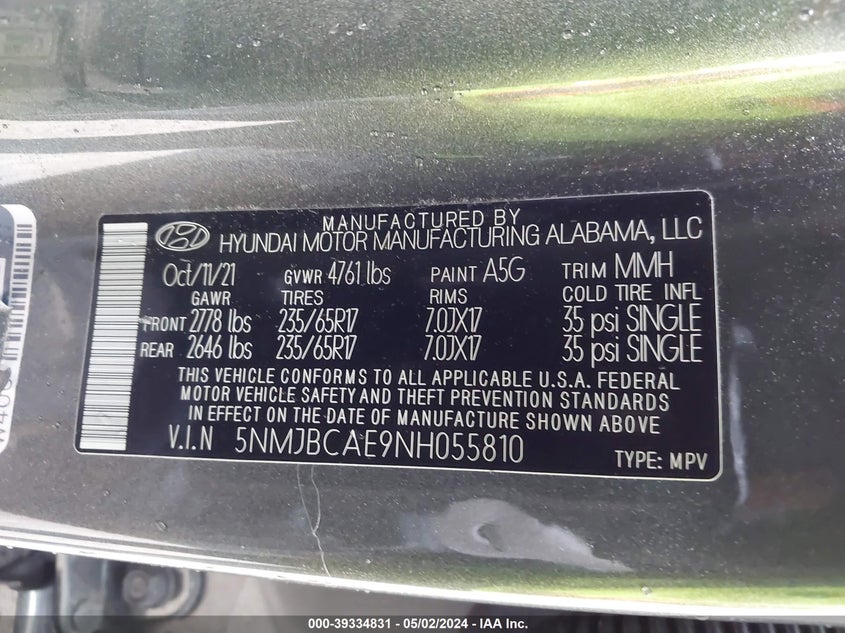 MANUFACTURED BY
HYUNDAI MOTOR MANUFACTURING ALABAMA, LLC
Oct/11/21 GVWR 4761 lbs PAINT A5G TRIM MMH
GAWR TIRES RIMS COLD TIRE INFL
FRONT 2778 lbs 235/65R17 7.0JX17 35 psi SINGLE
REAR 2646 lbs 235/65R17 7.0JX17 35 psi SINGLE
THIS VEHICLE CONFORMS TO ALL APPLICABLE U.S.A. FEDERAL
MOTOR VEHICLE SAFETY AND THEFT PREVENTION STANDARDS
IN EFFECT ON THE DATE OF MANUFACTURE SHOWN ABOVE
V.I.N 5NMJBCAE9NH055810 TYPE: MPV
000-39334831 - 05/02/2024 - IAA Inc.